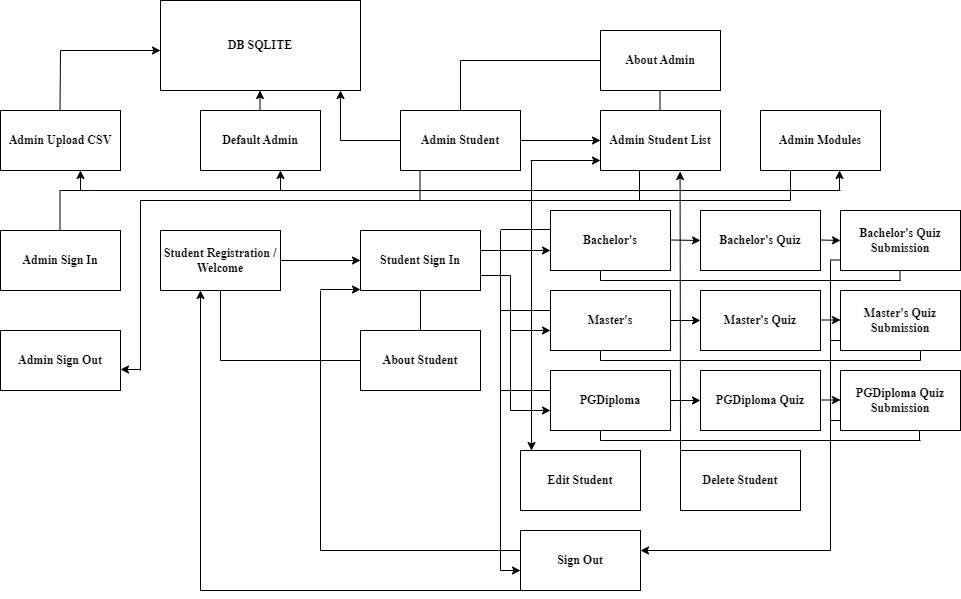 DB SQLITE
About Admin
Admin Upload CSV
Default Admin
Admin Student
Admin Student List
Admin Modules
Admin Sign In
Student Registration /
Welcome
Student Sign In
Bachelor's
Bachelor's Quiz
Bachelor's Quiz
Submission
Master's
Master's Quiz
Master's Quiz
Submission
Admin Sign Out
About Student
PGDiploma
PGDiploma Quiz
PGDiploma Quiz
Submission
Edit Student
Delete Student
Sign Out